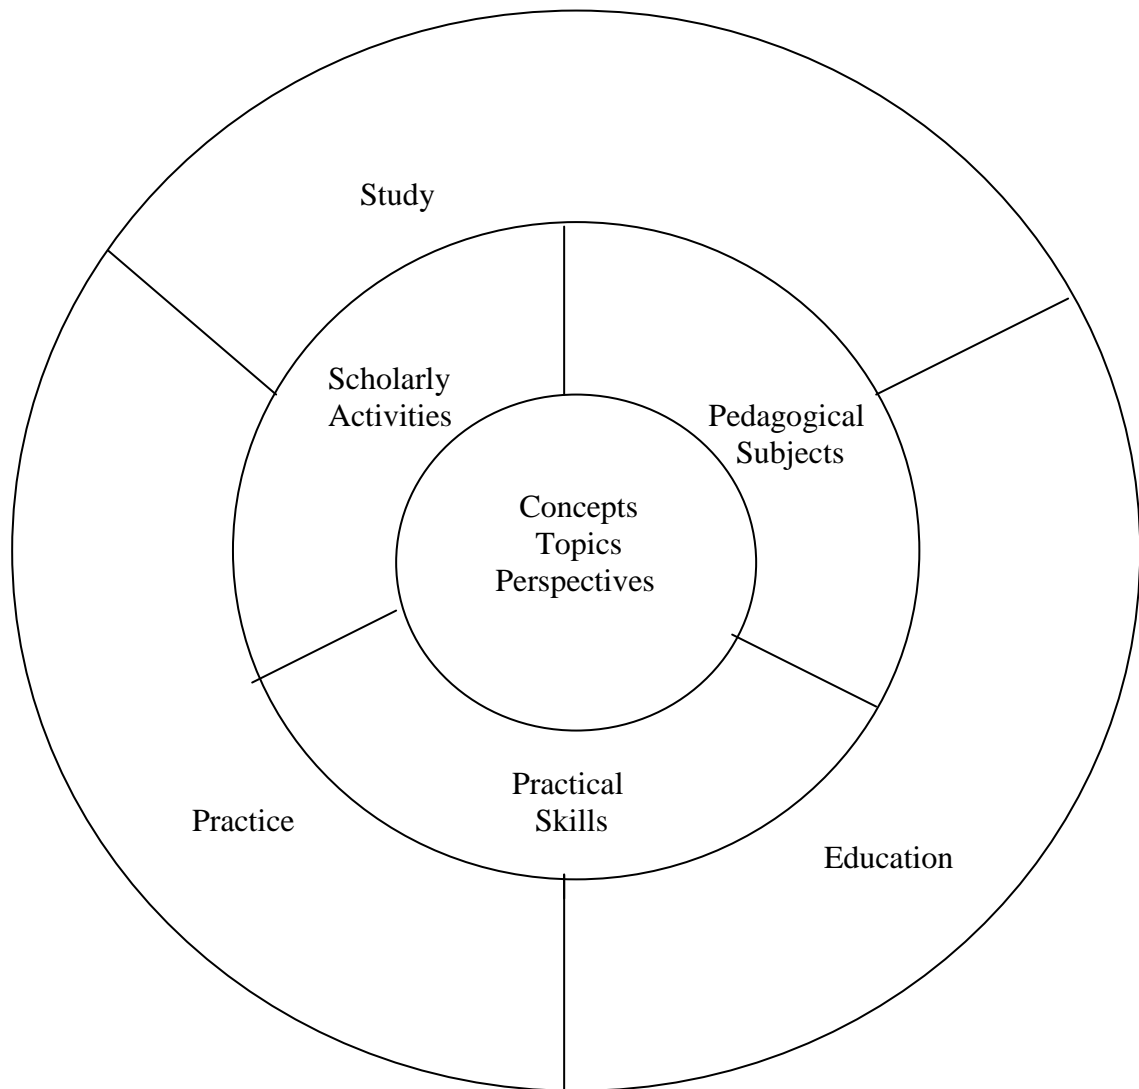 Study
Scholarly
Activities
Pedagogical
Subjects
Concepts
Topics
Perspectives
Practical
Skills
Practice
Education